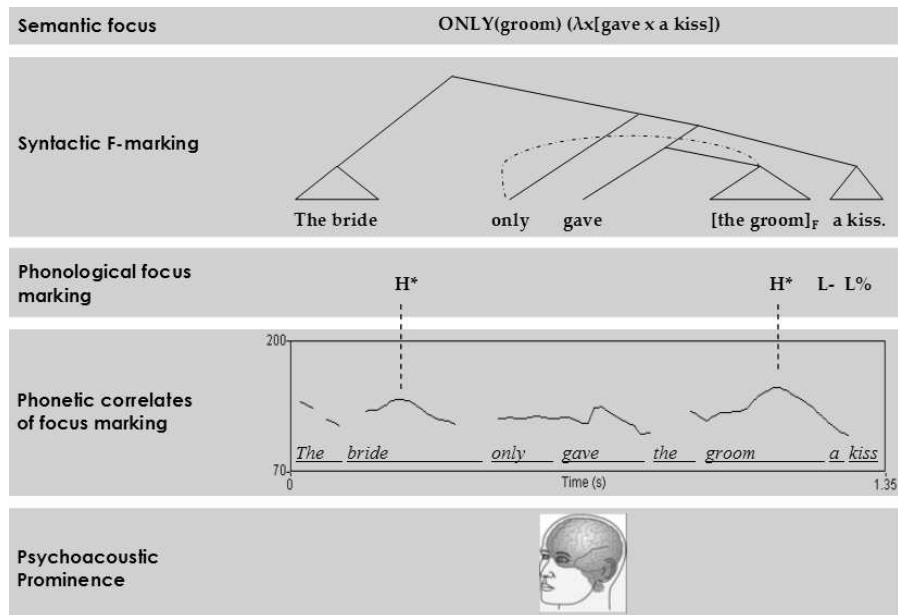 Semantic focus
ONLY(groom) (λx[gave x a kiss])
Syntactic F-marking
The bride only gave [the groom]F a kiss.
Phonological focus
marking
H* H* L- L%
200
Phonetic correlates
of focus marking
The bride only gave the groom a kiss
70
0 Time (s) 1.35
Psychoacoustic
Prominence